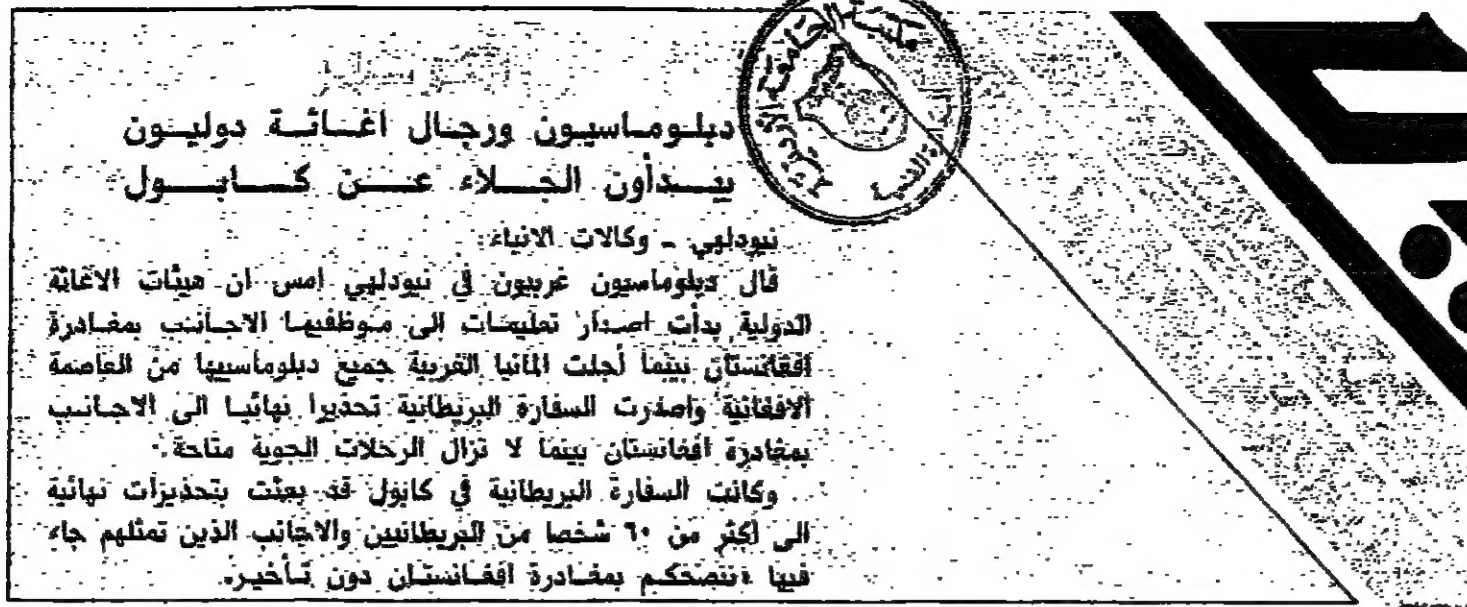 دبلوماسيون ورجال اغاثة دوليون
يبدأون الجلاء عن كابول
نيودلهي - وكالات الانباء:
قال دبلوماسيون غربيون في نيودلهي امس ان هيئات الاغاثة
الدولية بدأت اصدار تعليمات الى موظفيها الاجانب بمغادرة
افغانستان بينما أجلت المانيا الغربية جميع دبلوماسييها من العاصمة
الافغانية واصدرت السفارة البريطانية تحذيرا نهائيا الى الاجانب
بمغادرة افغانستان بينما لا تزال الرحلات الجوية متاحة.
وكانت السفارة البريطانية في كابول قد بعثت بتحذيرات نهائية
الى أكثر من ٦٠ شخصا من البريطانيين والاجانب الذين تمثلهم جاء
فيها «ننصحكم بمغادرة افغانستان دون تأخير».